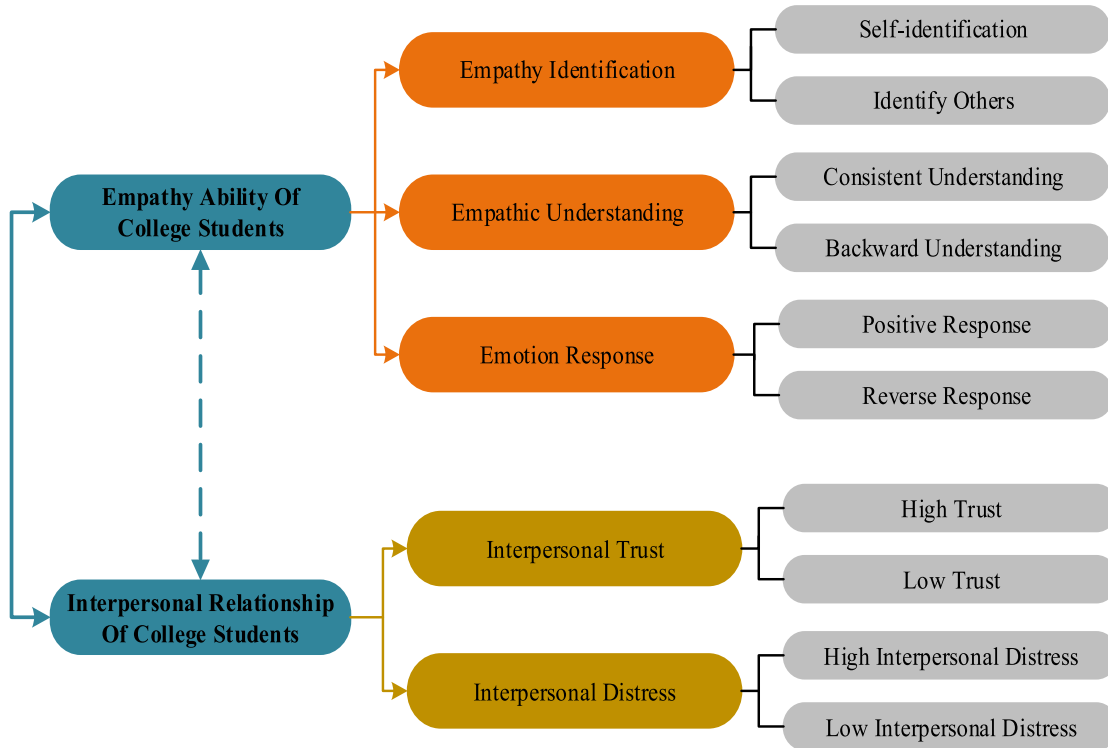 Self-identification
Empathy Identification
Identify Others
Empathy Ability Of
College Students
Consistent Understanding
Empathic Understanding
Backward Understanding
Positive Response
Emotion Response
Reverse Response
High Trust
Interpersonal Trust
Low Trust
Interpersonal Relationship
Of College Students
High Interpersonal Distress
Interpersonal Distress
Low Interpersonal Distress